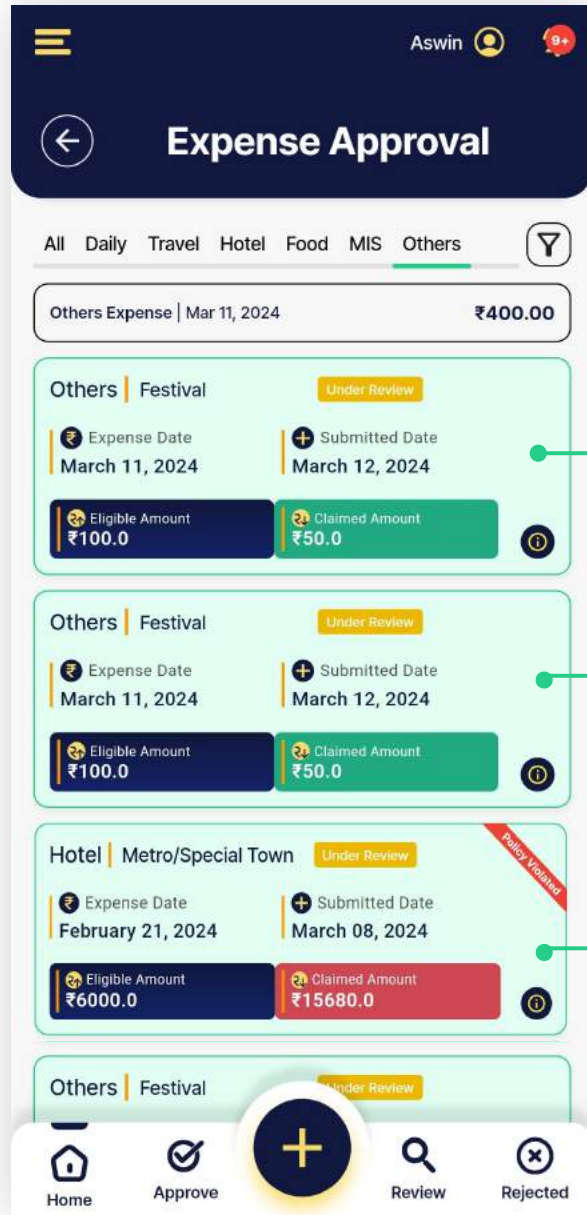 Aswin
9+
Expense Approval
All Daily Travel Hotel Food MIS Others
Others Expense | Mar 11, 2024 ₹400.00
Others | Festival Under Review
Expense Date Submitted Date
March 11, 2024 March 12, 2024
Eligible Amount Claimed Amount
₹100.0 ₹50.0
Others | Festival Under Review
Expense Date Submitted Date
March 11, 2024 March 12, 2024
Eligible Amount Claimed Amount
₹100.0 ₹50.0
Policy Violated
Hotel | Metro/Special Town Under Review
Expense Date Submitted Date
February 21, 2024 March 08, 2024
Eligible Amount Claimed Amount
₹6000.0 ₹15680.0
Others | Festival Under Review
Home Approve Review Rejected